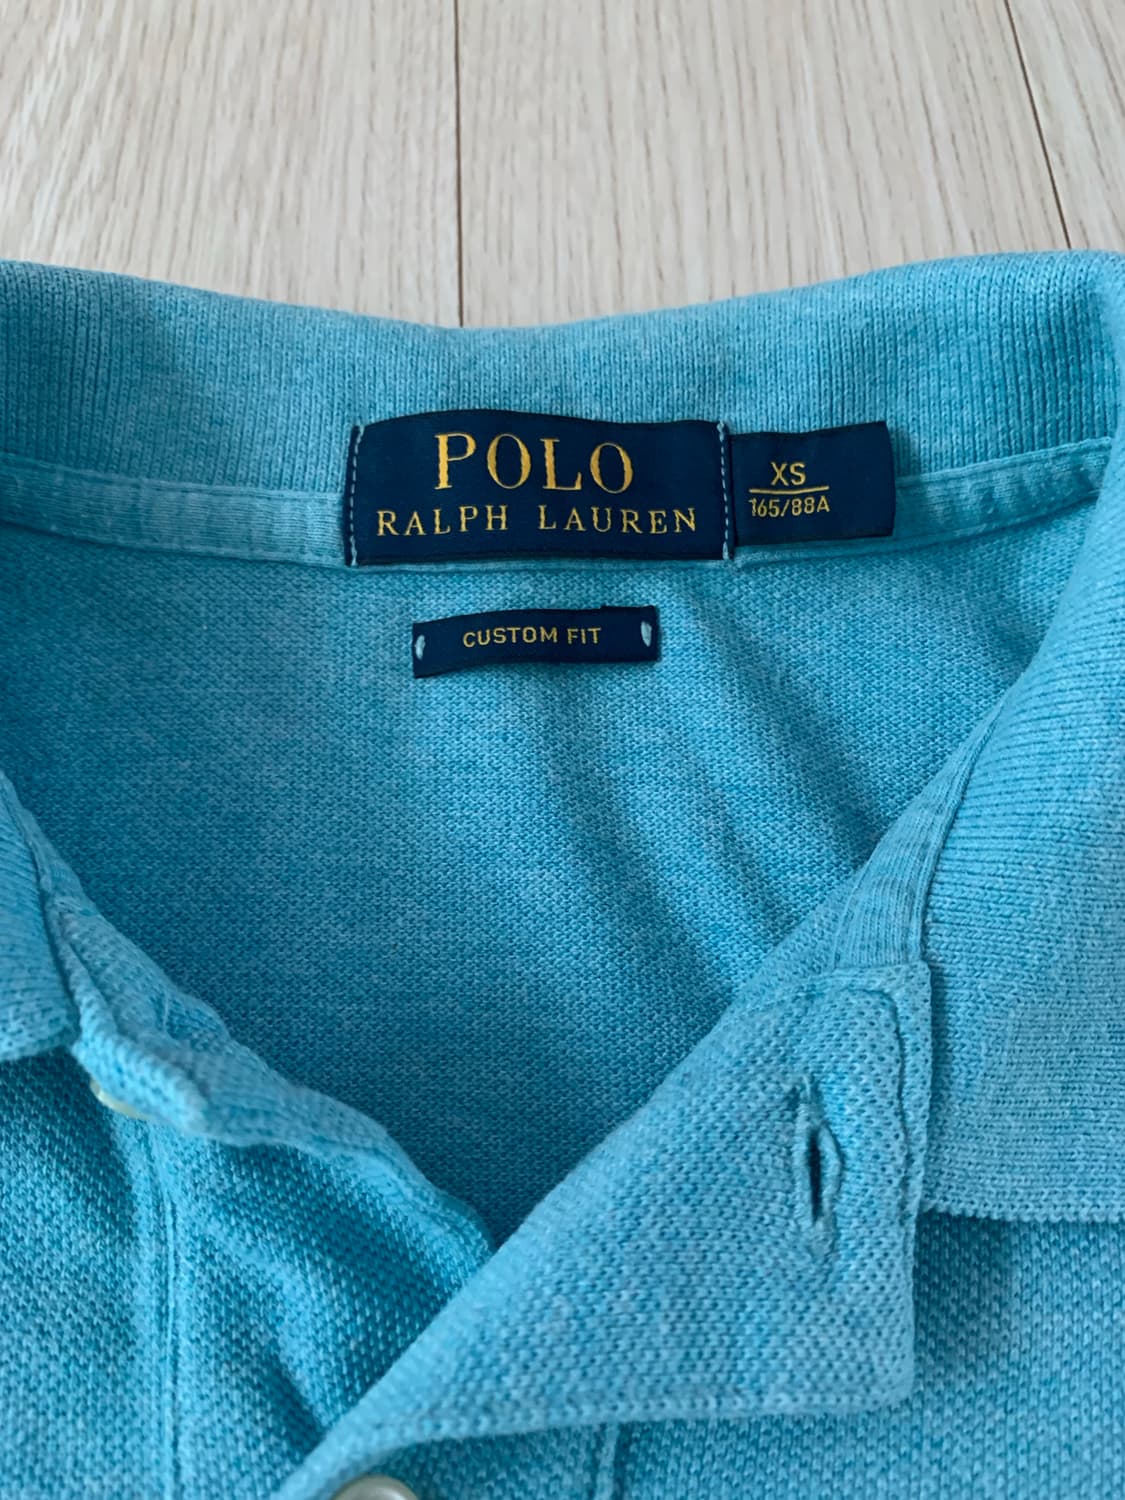 POLO
RALPH LAUREN
XS
165/88A
CUSTOM FIT